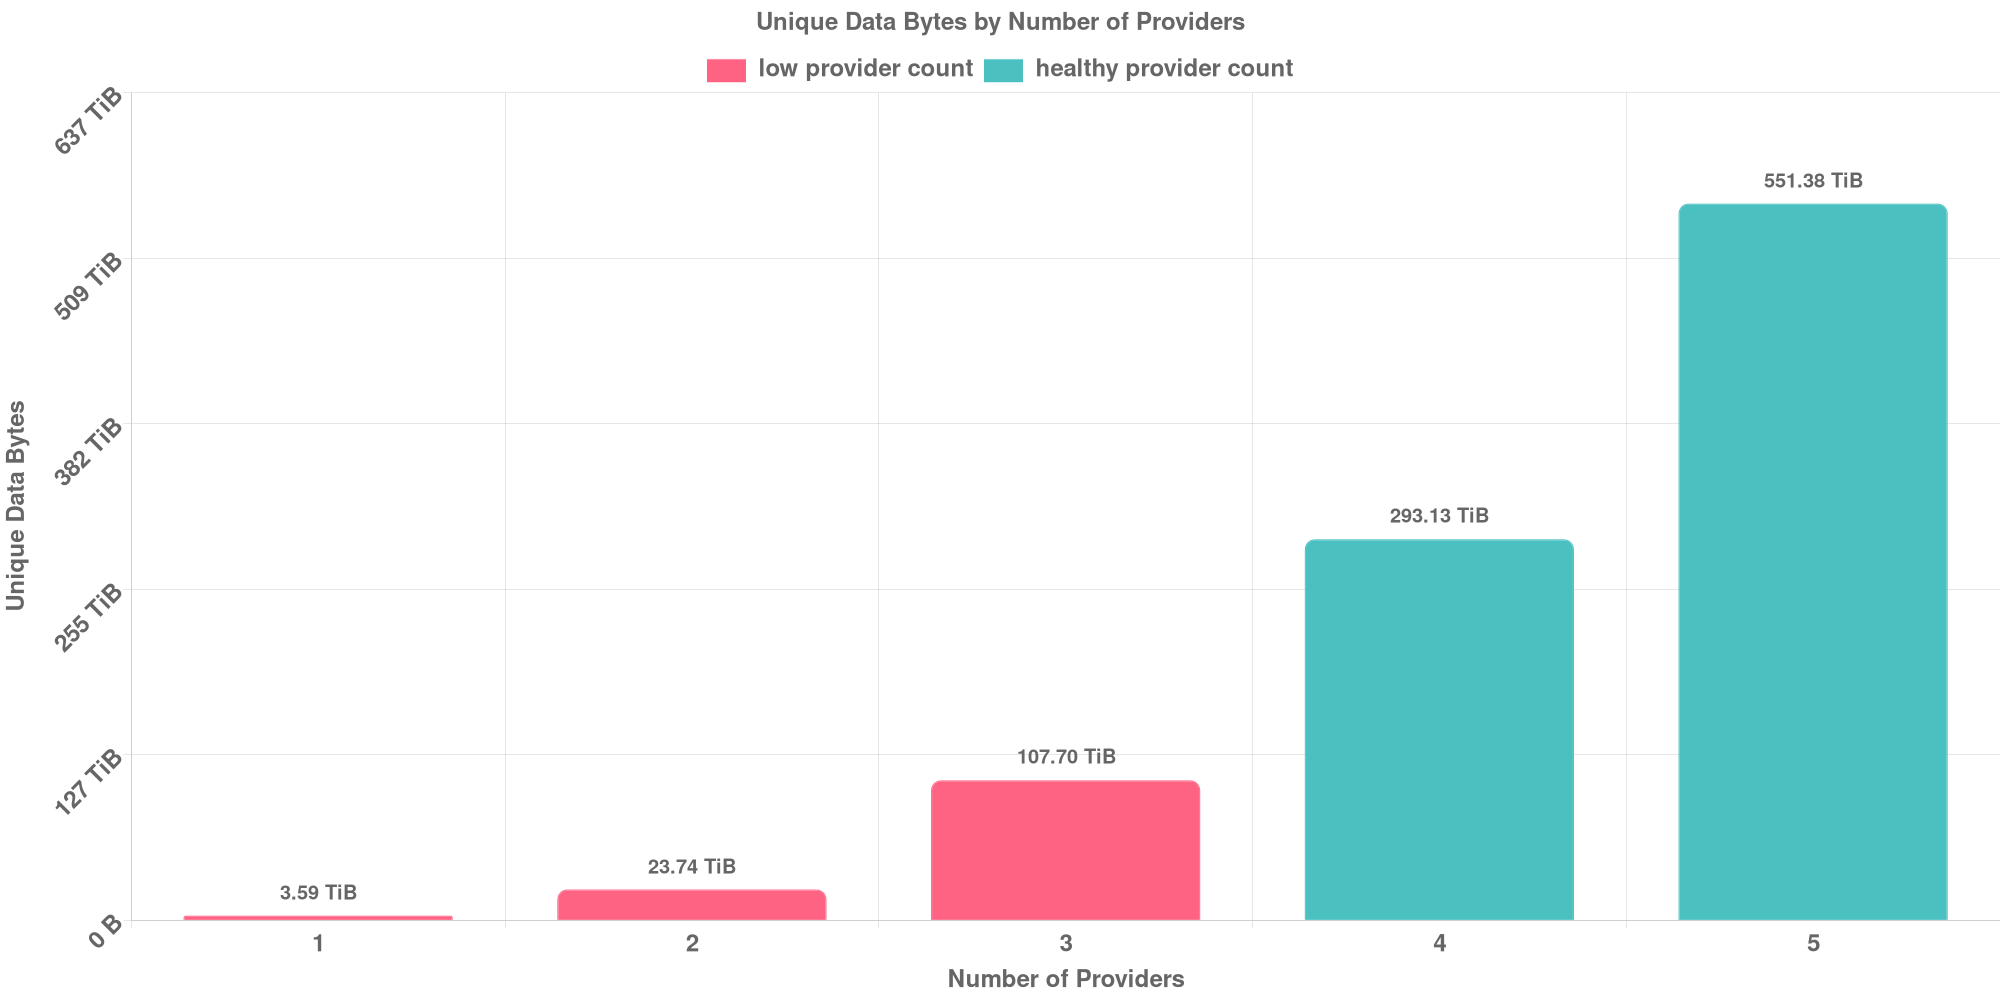 Unique Data Bytes by Number of Providers
low provider count
healthy provider count
637 TiB
509 TiB
382 TiB
255 TiB
127 TiB
0 B
Unique Data Bytes
3.59 TiB
23.74 TiB
107.70 TiB
293.13 TiB
551.38 TiB
1
2
3
4
5
Number of Providers